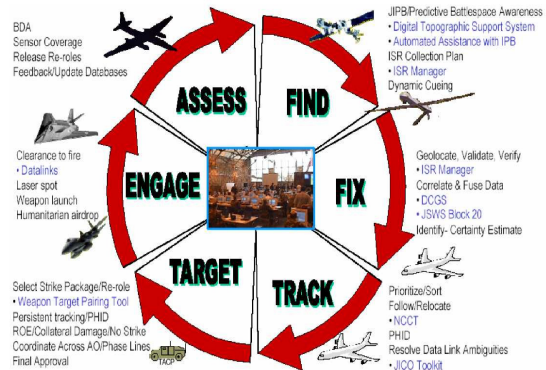 BDA
Sensor Coverage
Release Re-roles
Feedback/Update Databases
JIPB/Predictive Battlespace Awareness
• Digital Topographic Support System
• Automated Assistance with IPB
ISR Collection Plan
• ISR Manager
Dynamic Cueing
ASSESS
FIND
Clearance to fire
• Datalinks
Laser spot
Weapon launch
Humanitarian airdrop
ENGAGE
FIX
Geolocate, Validate, Verify
• ISR Manager
Correlate & Fuse Data
• DCGS
• JSWS Block 20
Identify- Certainty Estimate
TARGET
TRACK
Select Strike Package/Re-role
• Weapon Target Pairing Tool
Persistent tracking/PHID
ROE/Collateral Damage/No Strike
Coordinate Across AO/Phase Lines
Final Approval
TACP
Prioritize/Sort
Follow/Relocate
• NCCT
PHID
Resolve Data Link Ambiguities
• JICO Toolkit